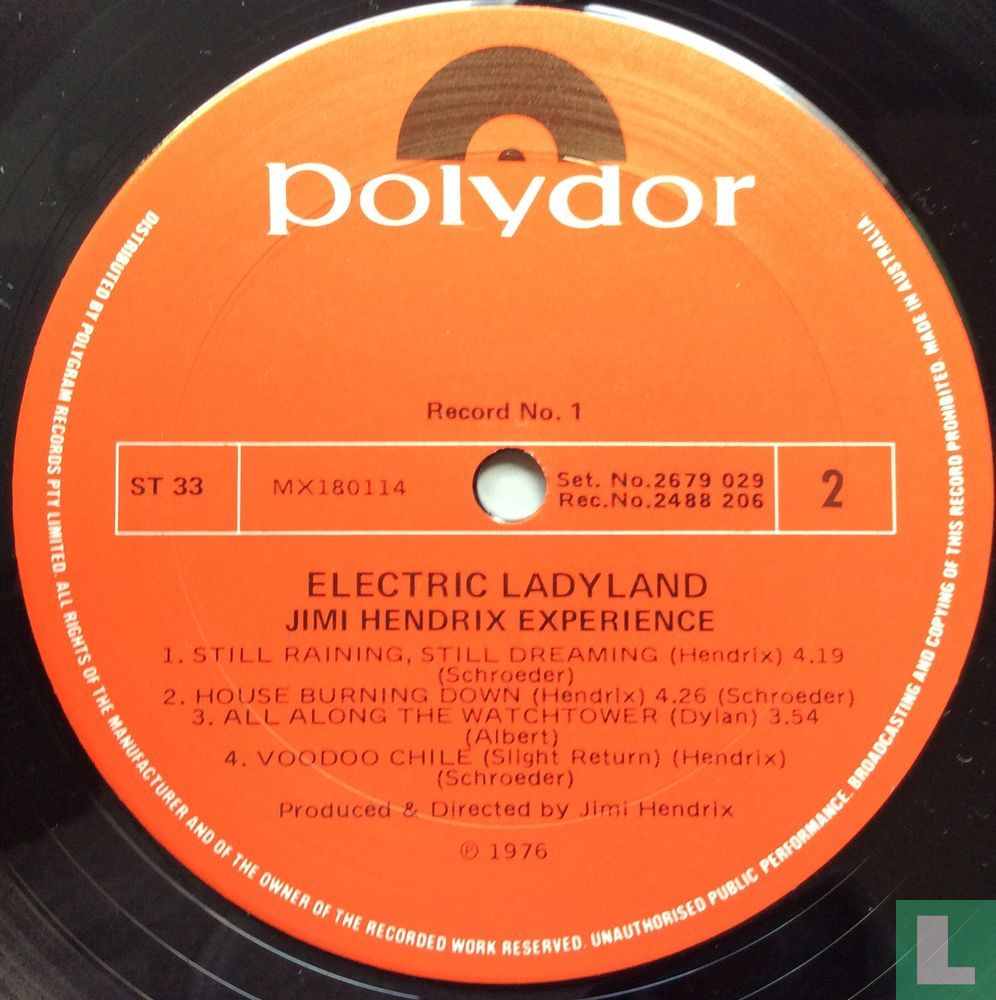 polydor
Record No. 1
ST 33
MX180114
Set. No.2679 029
Rec.No.2488 206
2
ELECTRIC LADYLAND
JIMI HENDRIX EXPERIENCE
1. STILL RAINING, STILL DREAMING (Hendrix) 4.19
(Schroeder)
2. HOUSE BURNING DOWN (Hendrix) 4.26 (Schroeder)
3. ALL ALONG THE WATCHTOWER (Dylan) 3.54
(Albert)
4. VOODOO CHILE (Slight Return) (Hendrix)
(Schroeder)
Produced & Directed by Jimi Hendrix
℗ 1976
DISTRIBUTED BY POLYGRAM RECORDS PTY LIMITED. ALL RIGHTS OF THE MANUFACTURER AND OF THE OWNER OF THE RECORDED WORK RESERVED. UNAUTHORISED PUBLIC PERFORMANCE. BROADCASTING AND COPYING OF THIS RECORD PROHIBITED. MADE IN AUSTRALIA.
L